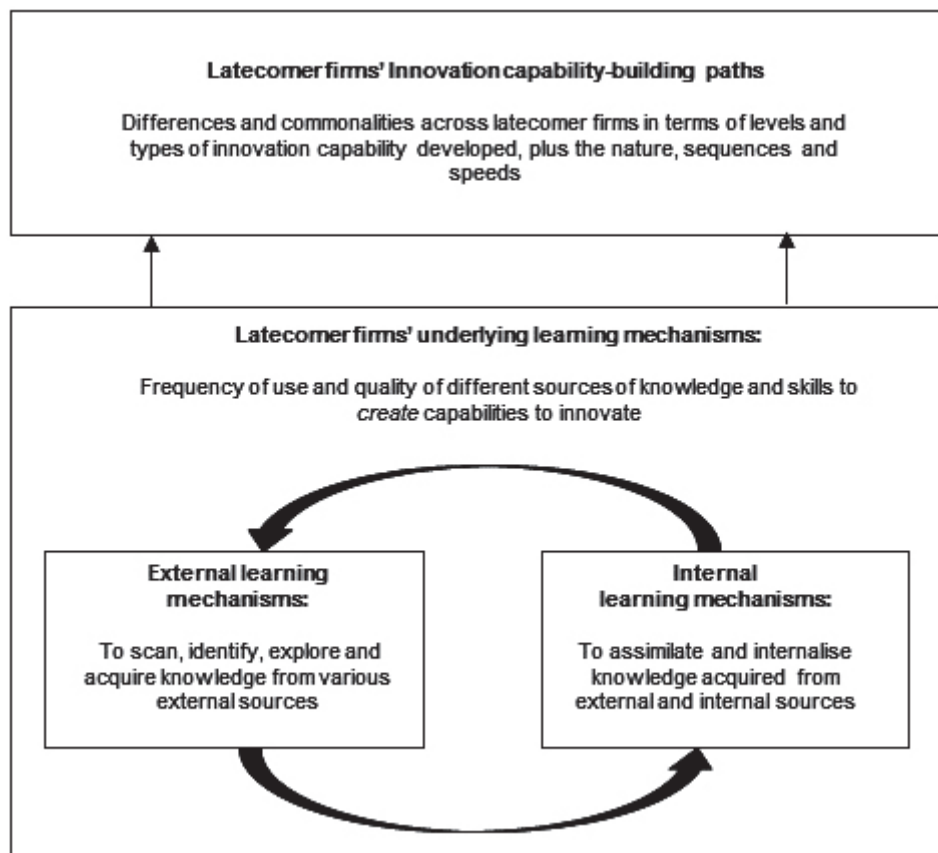 Latecomer firms' Innovation capability-building paths
Differences and commonalities across latecomer firms in terms of levels and
types of innovation capability developed, plus the nature, sequences and
speeds
Latecomer firms' underlying learning mechanisms:
Frequency of use and quality of different sources of knowledge and skills to
create capabilities to innovate
External learning
mechanisms:
To scan, identify, explore and
acquire knowledge from various
external sources
Internal
learning mechanisms:
To assimilate and internalise
knowledge acquired from
external and internal sources